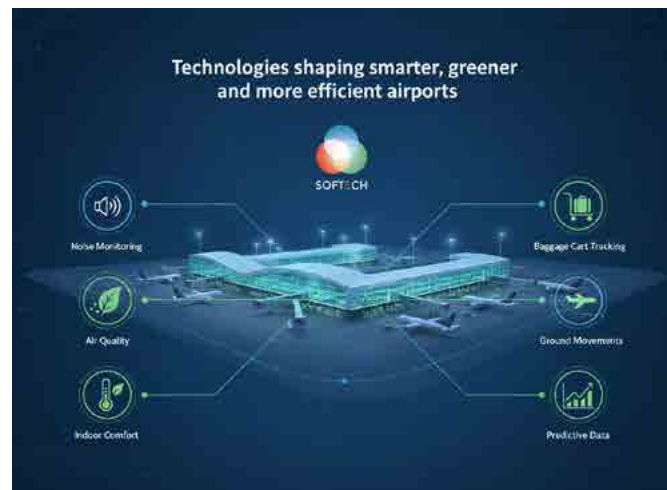 Technologies shaping smarter, greener
and more efficient airports
SOFTECH
Noise Monitoring
Baggage Cart Tracking
Air Quality
Ground Movements
Indoor Comfort
Predictive Data